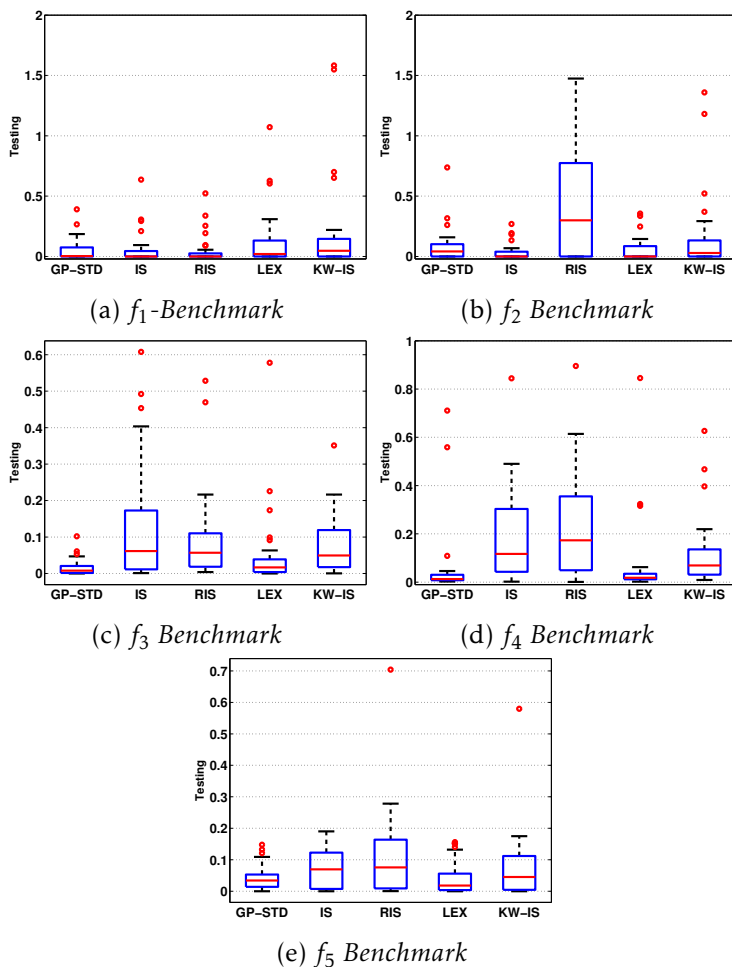 2
1.5
1
0.5
0
Testing
GP-STD IS RIS LEX KW-IS
(a) f1-Benchmark
2
1.5
1
0.5
0
Testing
GP-STD IS RIS LEX KW-IS
(b) f2 Benchmark
0.6
0.5
0.4
0.3
0.2
0.1
0
Testing
GP-STD IS RIS LEX KW-IS
(c) f3 Benchmark
1
0.8
0.6
0.4
0.2
0
Testing
GP-STD IS RIS LEX KW-IS
(d) f4 Benchmark
0.7
0.6
0.5
0.4
0.3
0.2
0.1
0
Testing
GP-STD IS RIS LEX KW-IS
(e) f5 Benchmark